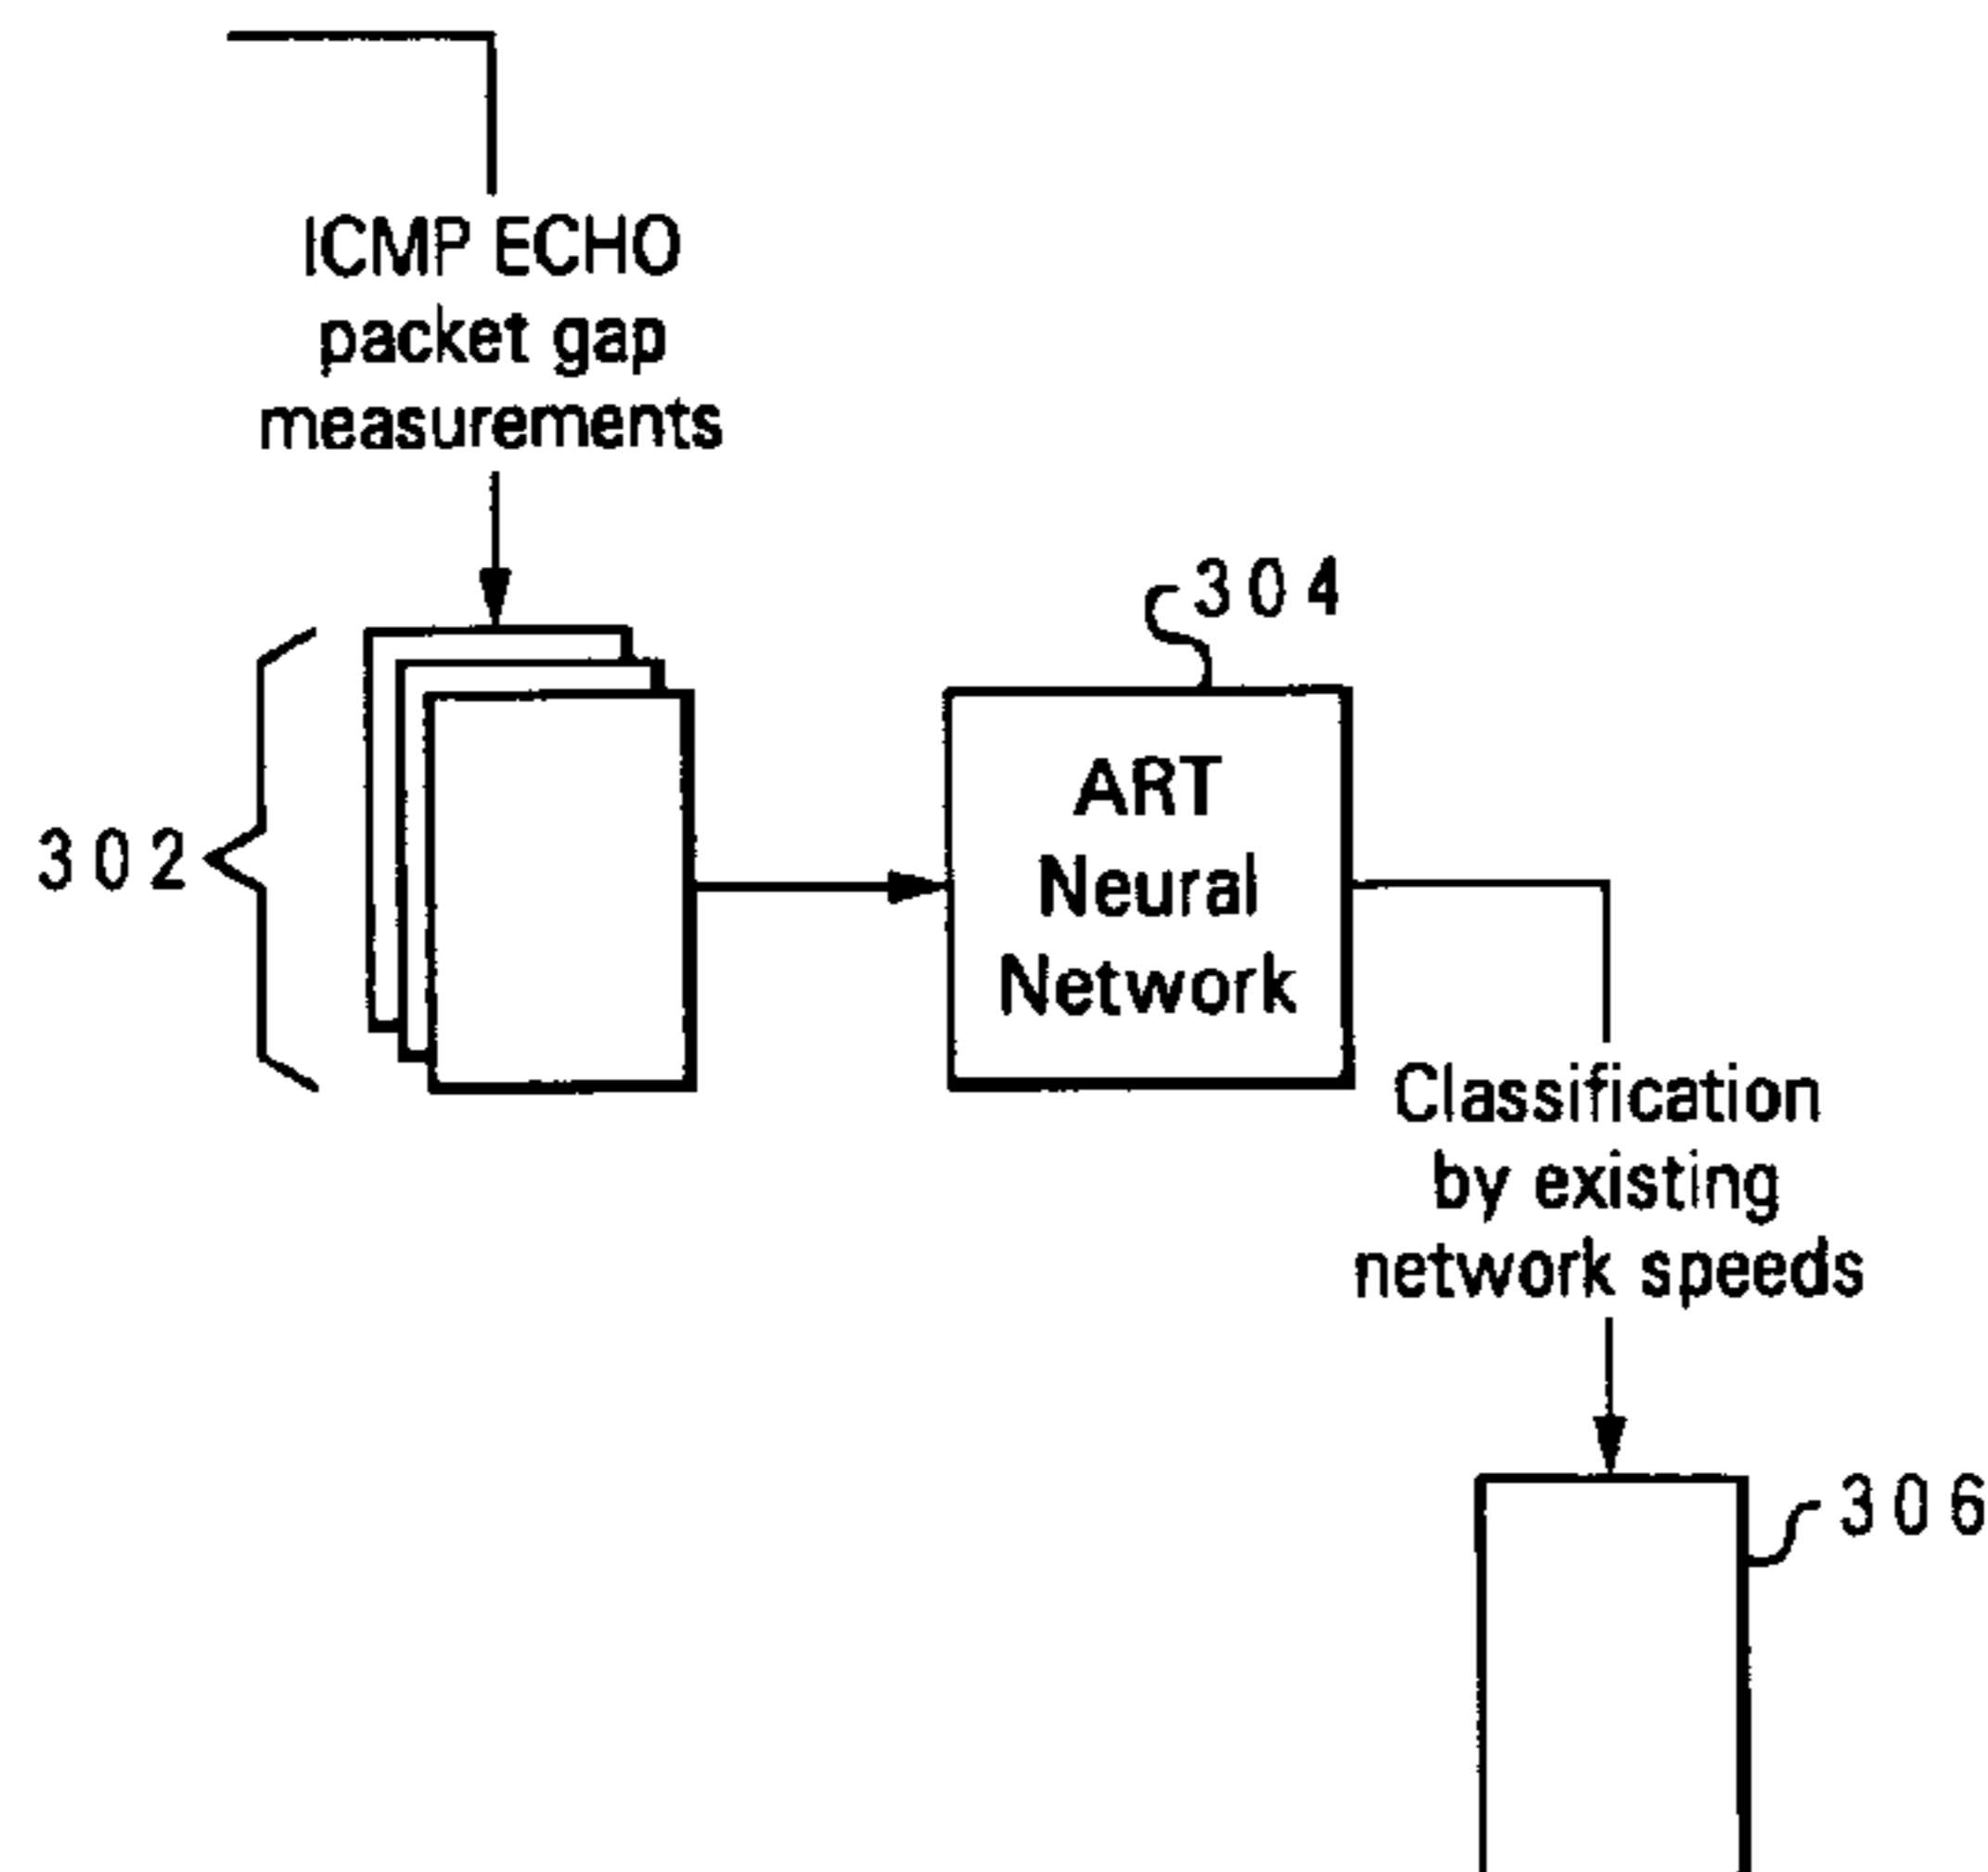 ICMP ECHO
packet gap
measurements
304
302
ART
Neural
Network
Classification
by existing
network speeds
306